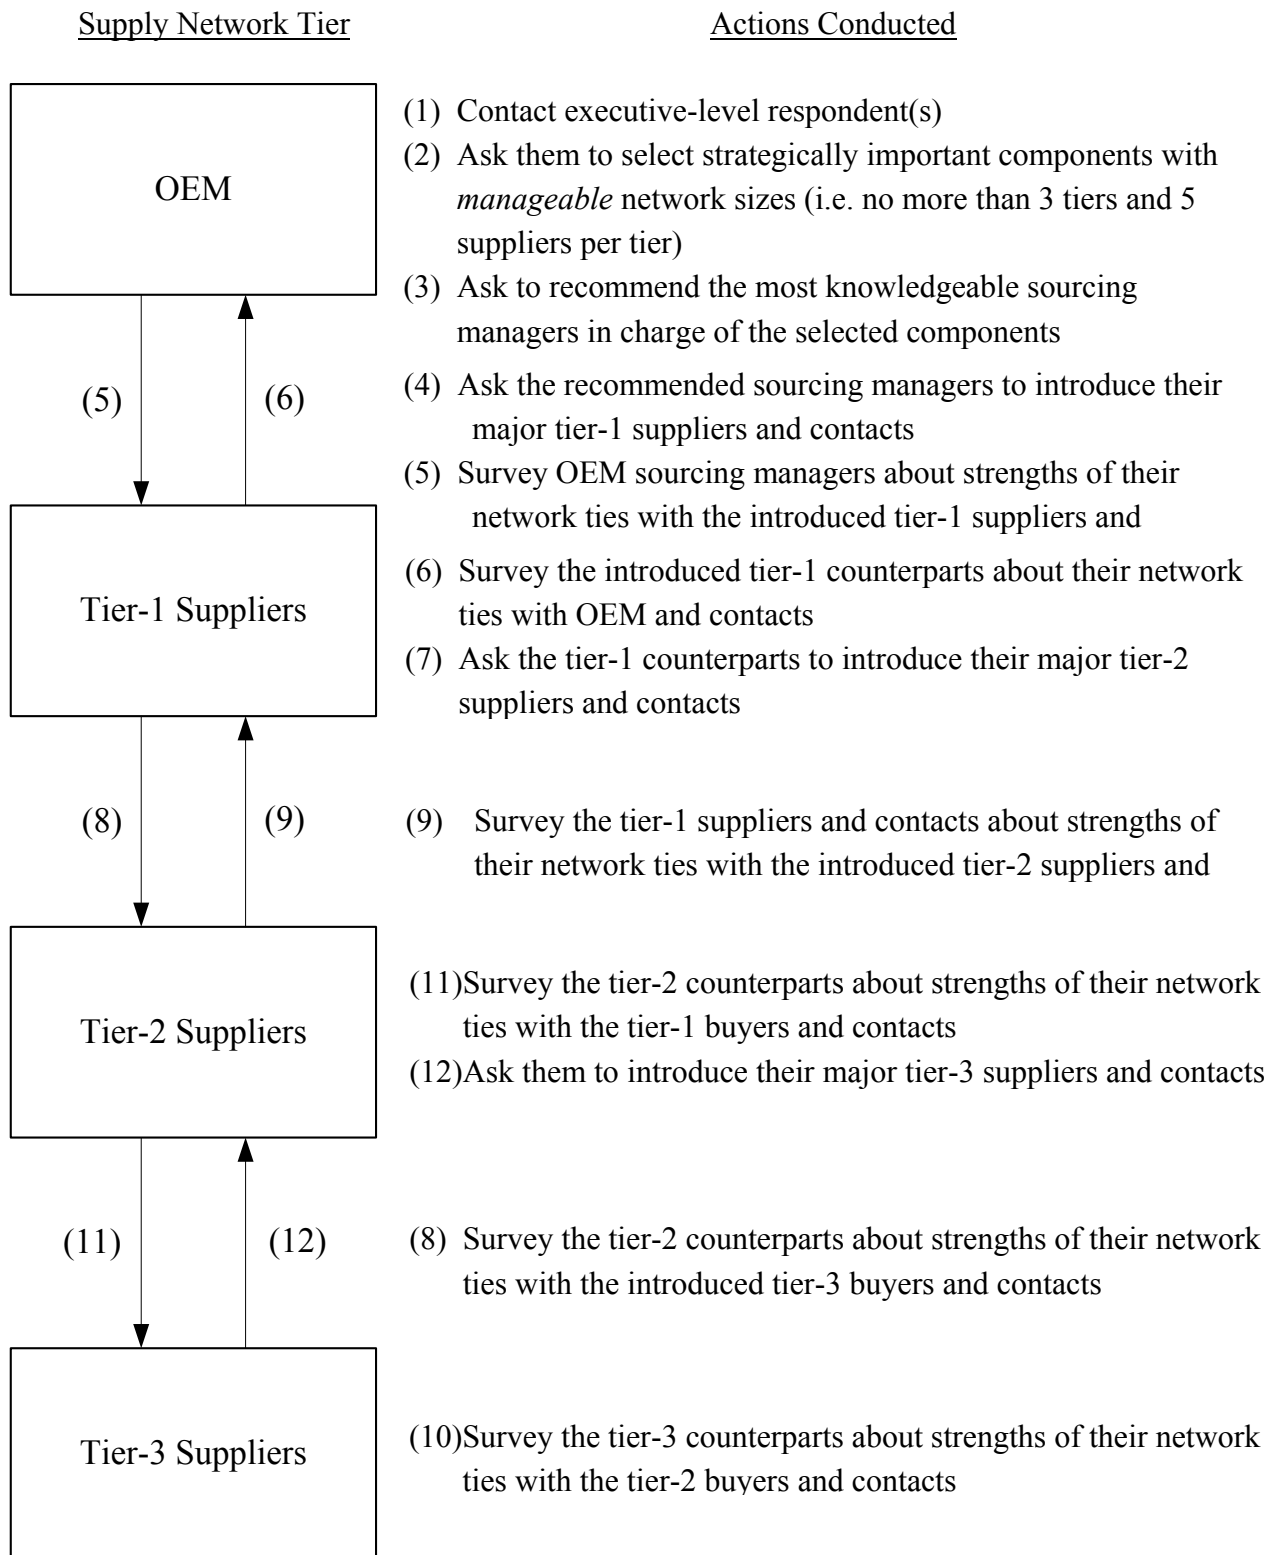 Supply Network Tier
Actions Conducted
OEM
(1) Contact executive-level respondent(s)
(2) Ask them to select strategically important components with
manageable network sizes (i.e. no more than 3 tiers and 5
suppliers per tier)
(3) Ask to recommend the most knowledgeable sourcing
managers in charge of the selected components
(5)
(6)
(4) Ask the recommended sourcing managers to introduce their
major tier-1 suppliers and contacts
(5) Survey OEM sourcing managers about strengths of their
network ties with the introduced tier-1 suppliers and
Tier-1 Suppliers
(6) Survey the introduced tier-1 counterparts about their network
ties with OEM and contacts
(7) Ask the tier-1 counterparts to introduce their major tier-2
suppliers and contacts
(8)
(9)
(9) Survey the tier-1 suppliers and contacts about strengths of
their network ties with the introduced tier-2 suppliers and
Tier-2 Suppliers
(11)Survey the tier-2 counterparts about strengths of their network
ties with the tier-1 buyers and contacts
(12)Ask them to introduce their major tier-3 suppliers and contacts
(11)
(12)
(8) Survey the tier-2 counterparts about strengths of their network
ties with the introduced tier-3 buyers and contacts
Tier-3 Suppliers
(10)Survey the tier-3 counterparts about strengths of their network
ties with the tier-2 buyers and contacts